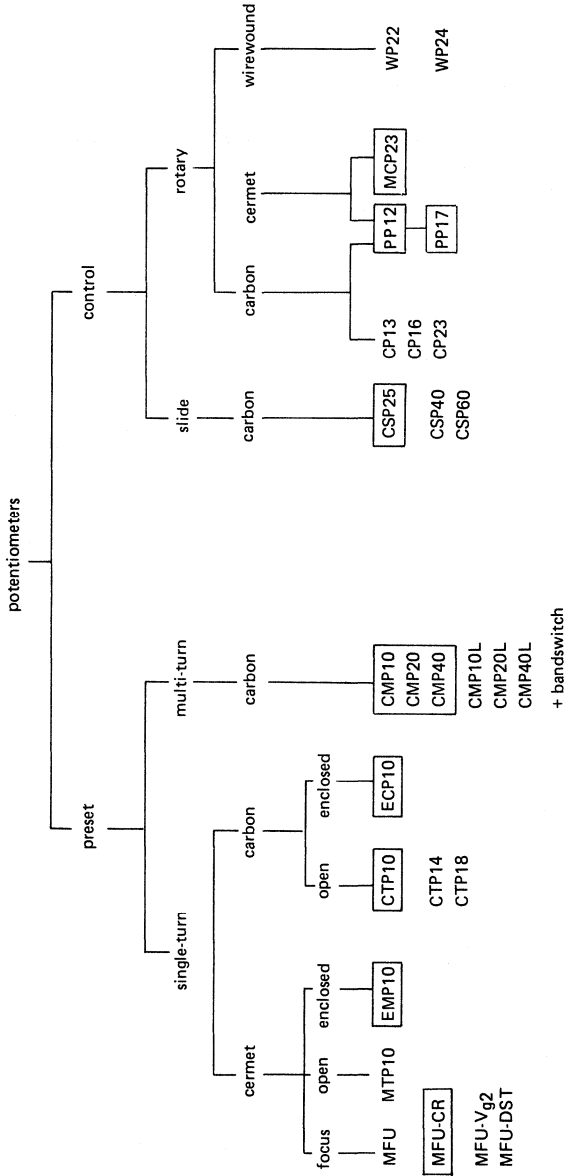 potentiometers
preset
control
single-turn
multi-turn
slide
rotary
cermet
carbon
carbon
carbon
carbon
cermet
wirewound
focus
open
enclosed
open
enclosed
MFU
MTP10
EMP10
CTP10
ECP10
CMP10
CSP25
CP13
PP12
MCP23
WP22
MFU-CR
CTP14
CMP20
CSP40
CP16
PP17
WP24
MFU-Vg2
CTP18
CMP40
CSP60
CP23
MFU-DST
CMP10L
CMP20L
CMP40L
+ bandswitch